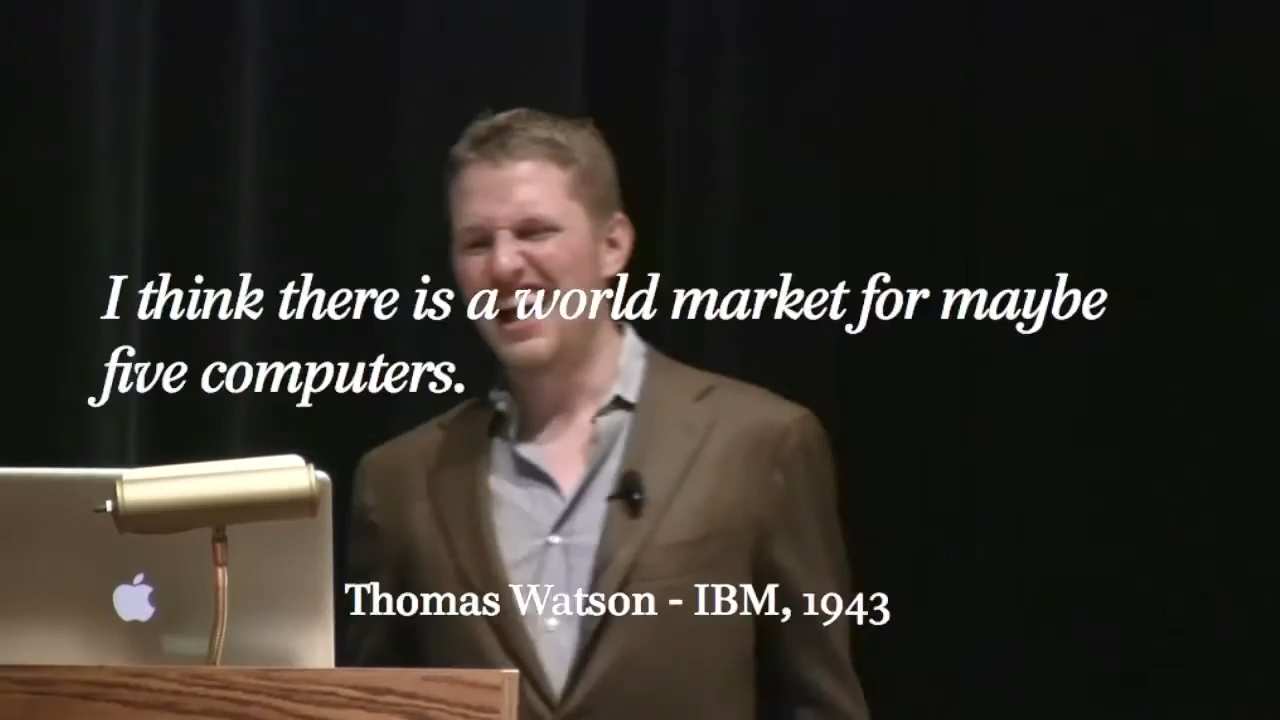 I think there is a world market for maybe
five computers.
Thomas Watson - IBM, 1943